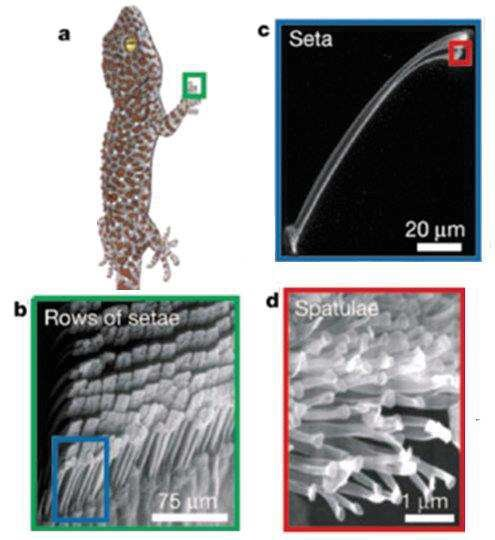 a
c
Seta
20 μm
b
Rows of setae
75 μm
d
Spatulae
1 μm